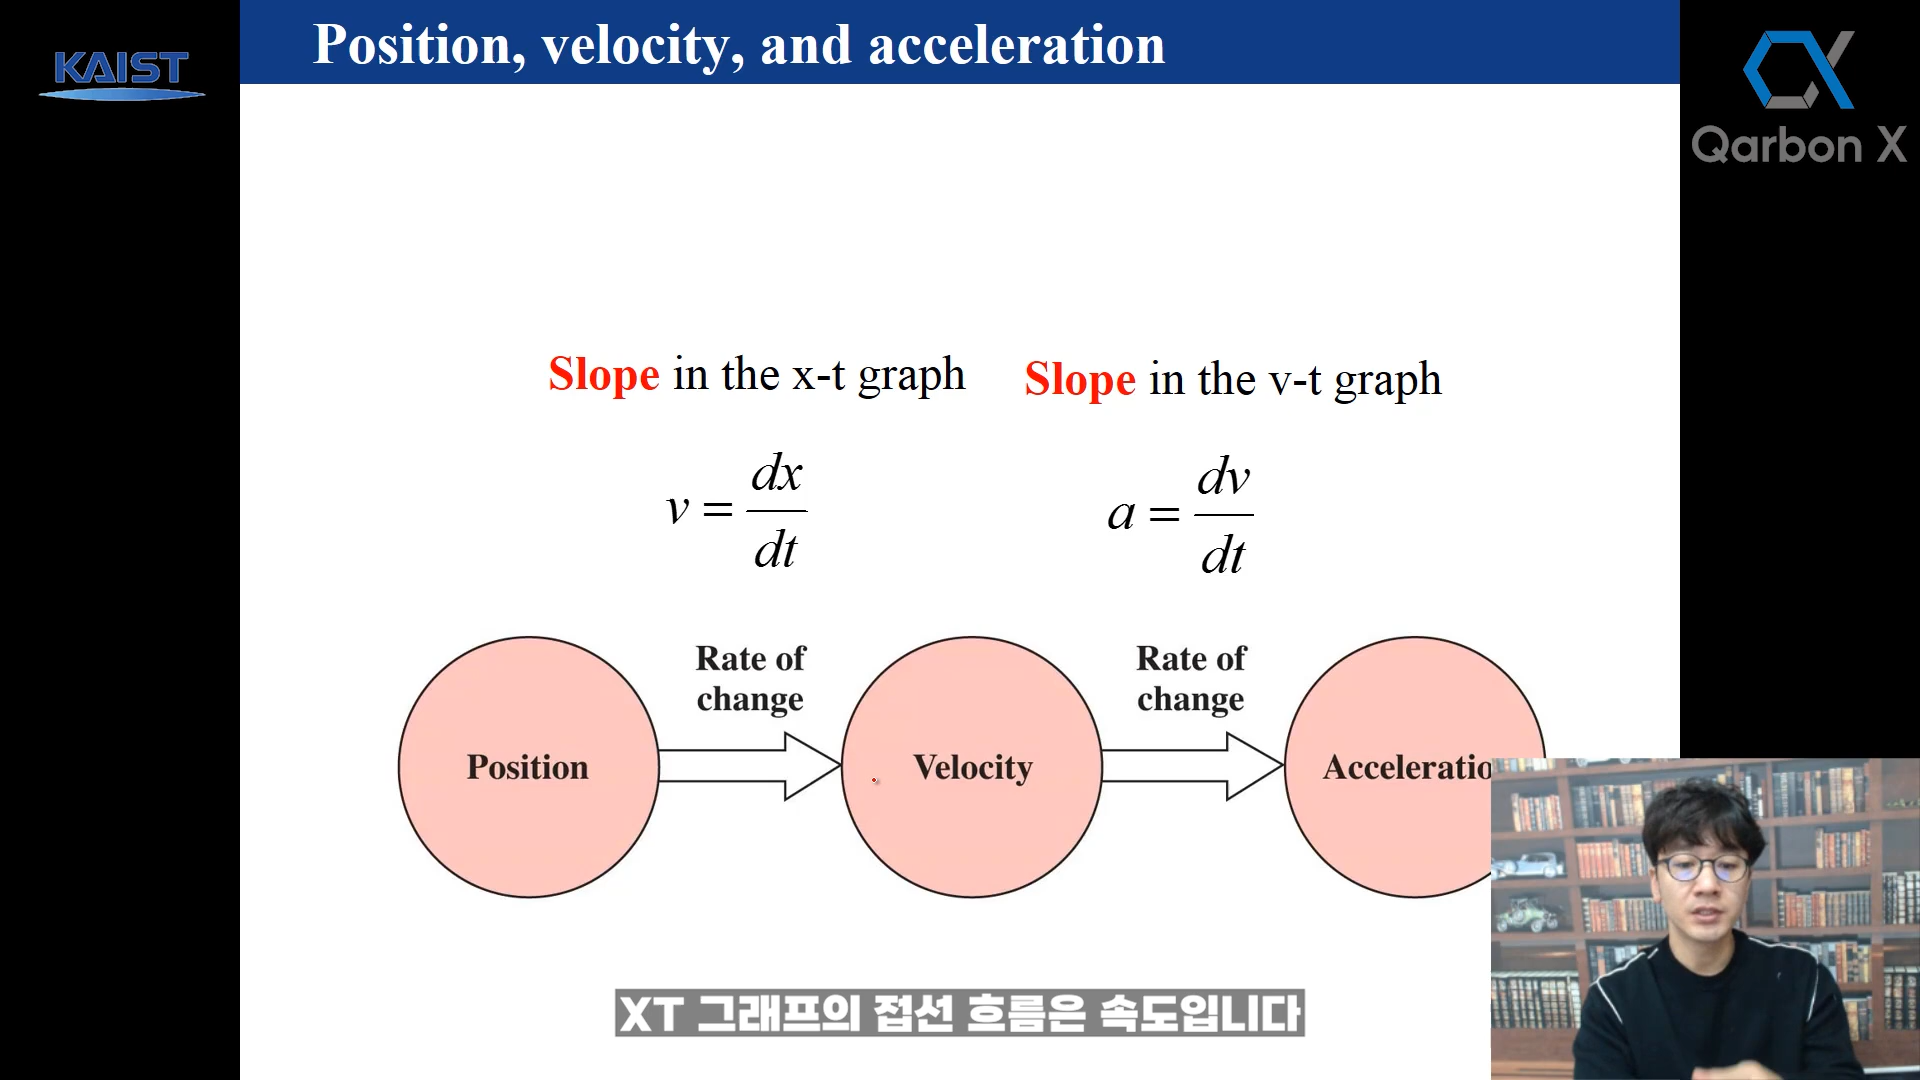 Position, velocity, and acceleration
KAIST
Qarbon X
Slope in the x-t graph
Slope in the v-t graph
v = dx/dt
a = dv/dt
Rate of
change
Rate of
change
Position
Velocity
Acceleratio
XT 그래프의 접선 흐름은 속도입니다